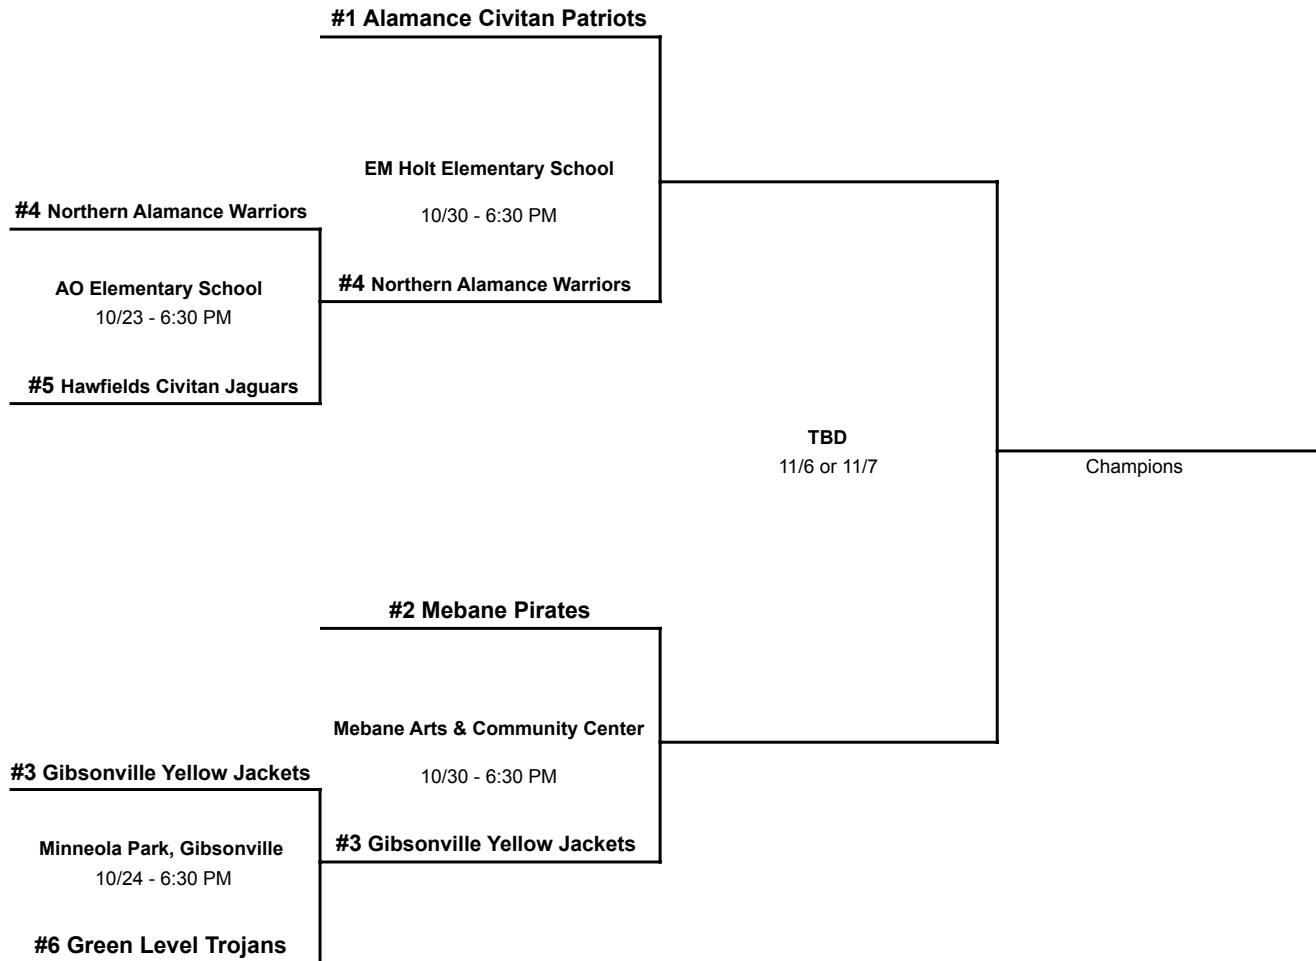 #1 Alamance Civitan Patriots
EM Holt Elementary School
10/30 - 6:30 PM
#4 Northern Alamance Warriors
AO Elementary School
10/23 - 6:30 PM
#4 Northern Alamance Warriors
#5 Hawfields Civitan Jaguars
TBD
11/6 or 11/7
Champions
#2 Mebane Pirates
Mebane Arts & Community Center
10/30 - 6:30 PM
#3 Gibsonville Yellow Jackets
Minneola Park, Gibsonville
10/24 - 6:30 PM
#3 Gibsonville Yellow Jackets
#6 Green Level Trojans